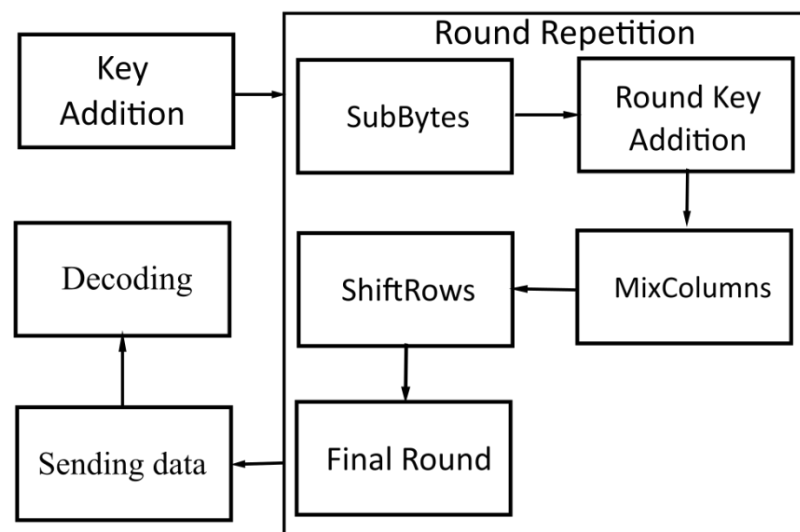 Round Repetition
Key
Addition
SubBytes
Round Key
Addition
Decoding
ShiftRows
MixColumns
Sending data
Final Round